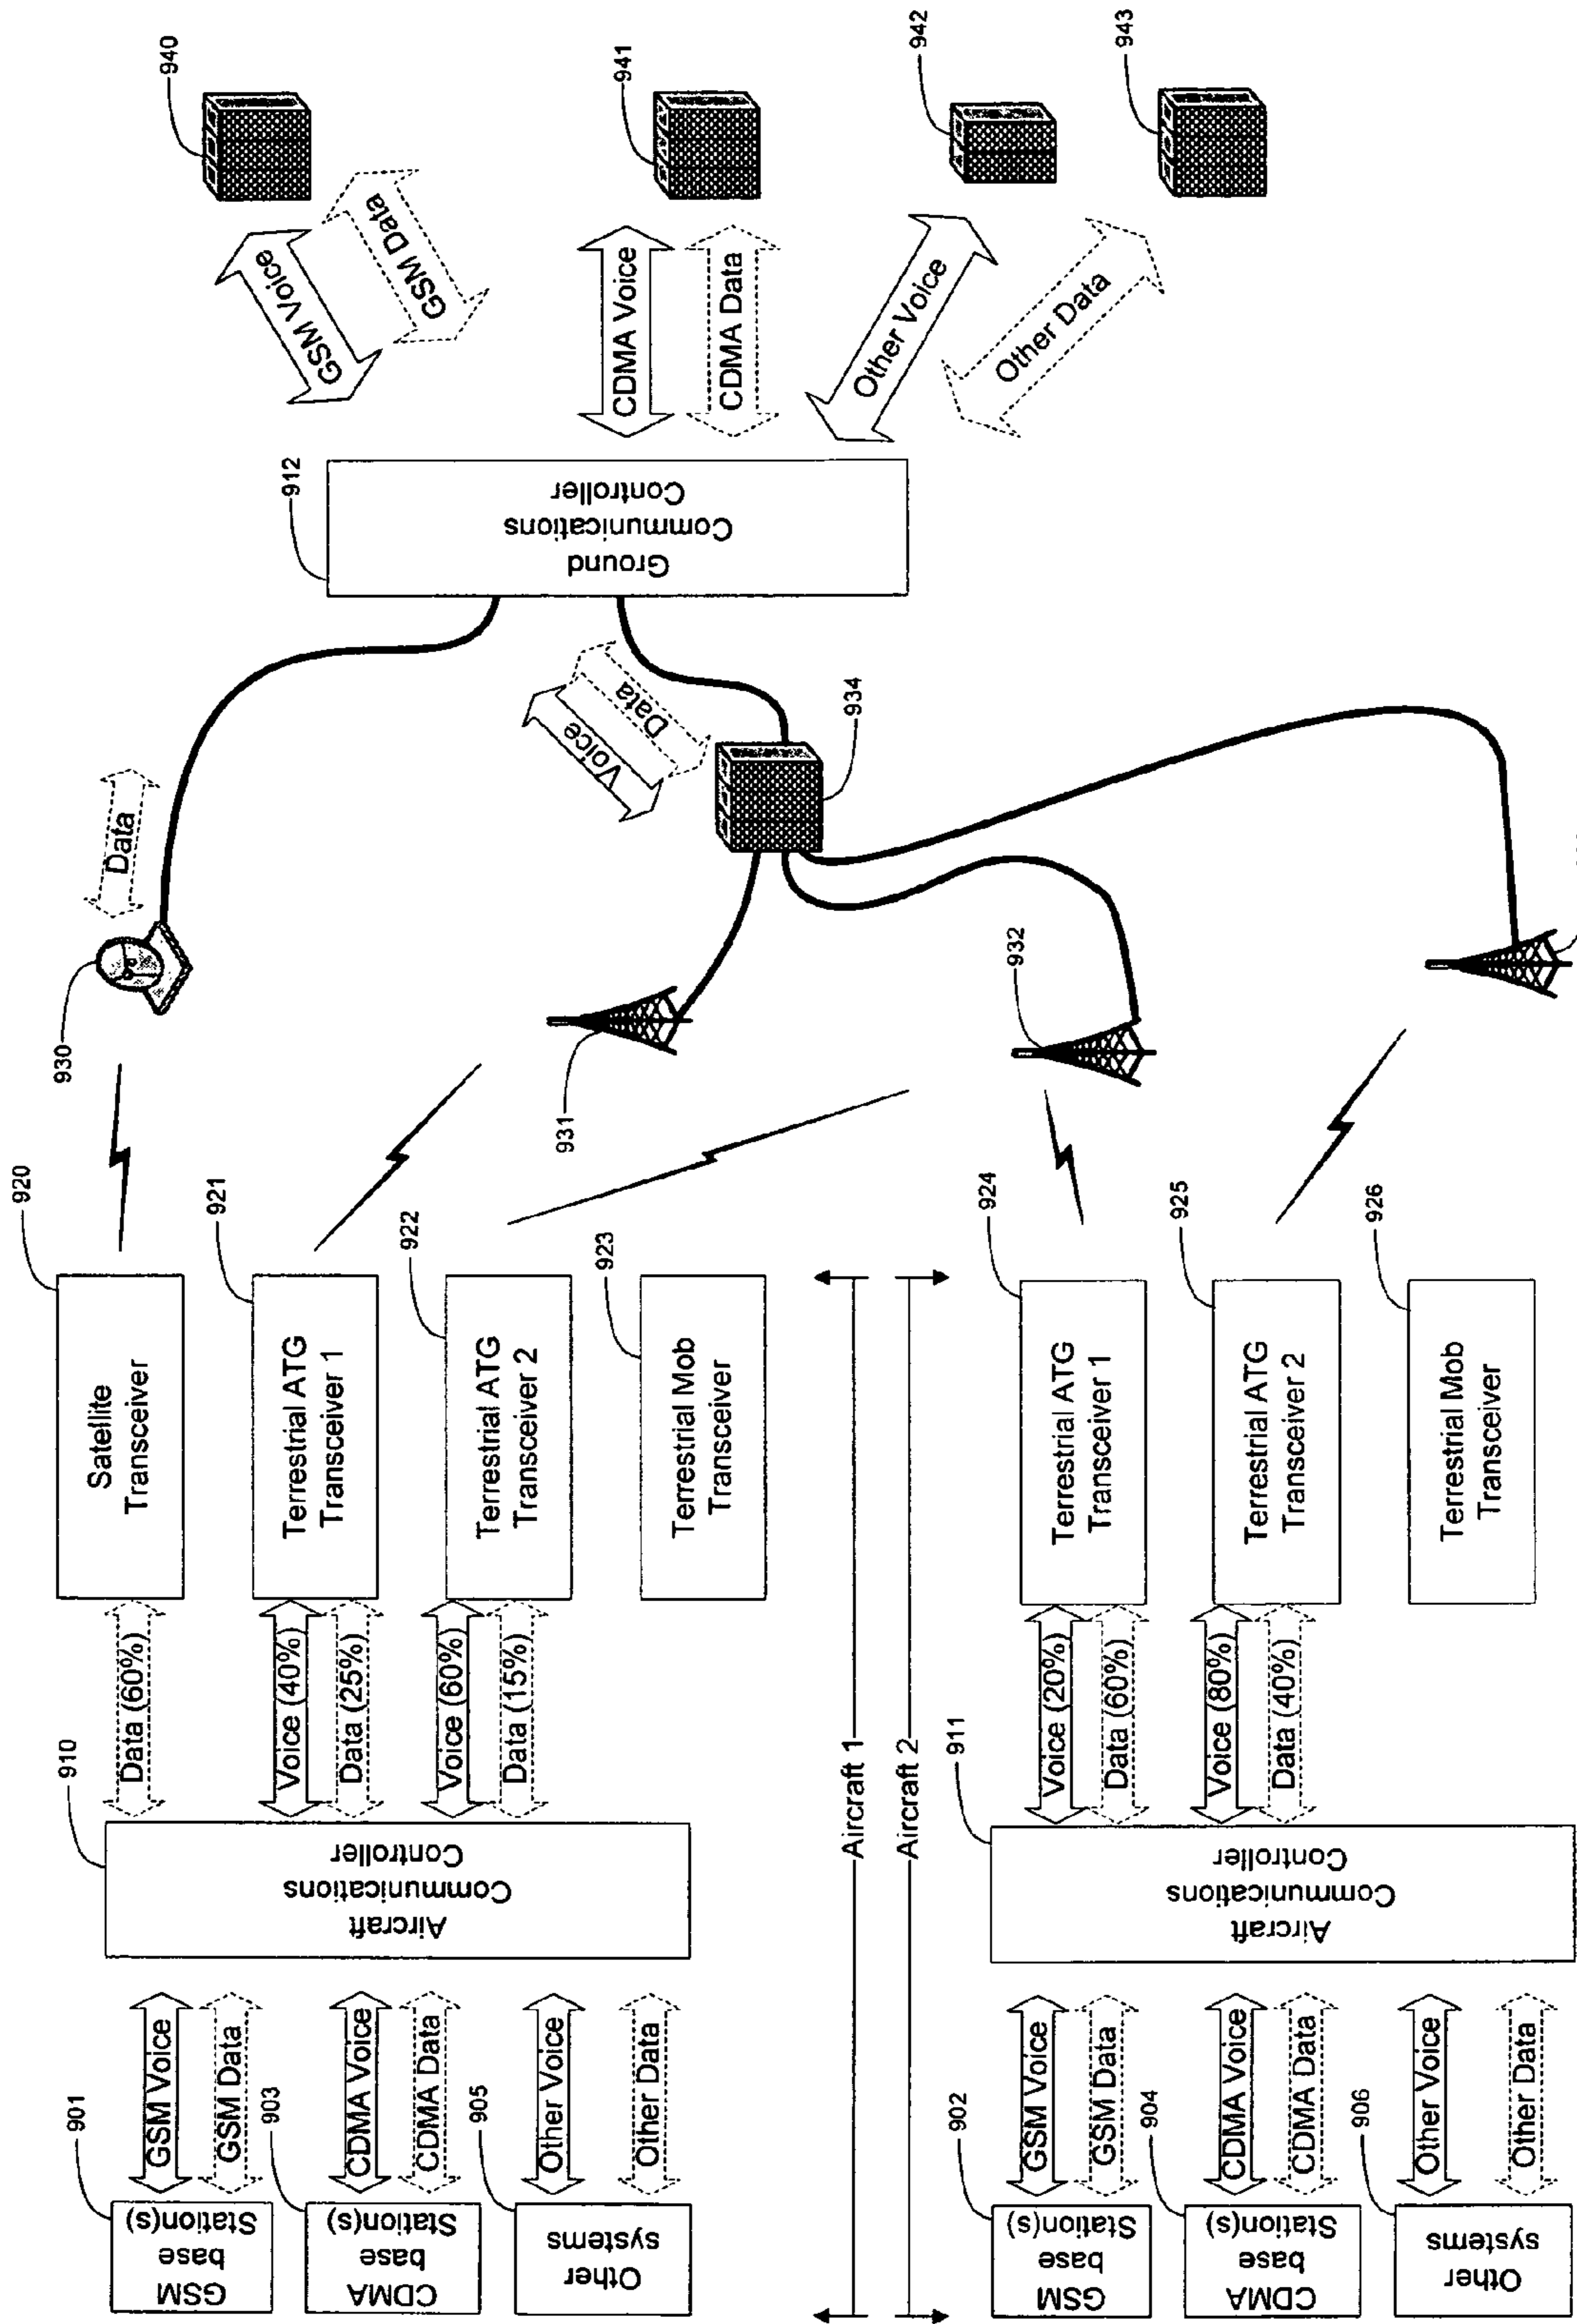 901
GSM
base
Station(s)
GSM Voice
GSM Data
903
CDMA
base
Station(s)
CDMA Voice
CDMA Data
905
Other
systems
Other Voice
Other Data
910
Aircraft
Communications
Controller
Data (60%)
Voice (40%)
Data (25%)
Voice (60%)
Data (15%)
920
Satellite
Transceiver
921
Terrestrial ATG
Transceiver 1
922
Terrestrial ATG
Transceiver 2
923
Terrestrial Mob
Transceiver
Aircraft 1
Aircraft 2
902
GSM
base
Station(s)
GSM Voice
GSM Data
904
CDMA
base
Station(s)
CDMA Voice
CDMA Data
906
Other
systems
Other Voice
Other Data
911
Aircraft
Communications
Controller
Voice (20%)
Data (60%)
Voice (80%)
Data (40%)
924
Terrestrial ATG
Transceiver 1
925
Terrestrial ATG
Transceiver 2
926
Terrestrial Mob
Transceiver
930
Data
931
932
934
Voice
Data
912
Ground
Communications
Controller
GSM Voice
GSM Data
940
CDMA Voice
CDMA Data
941
Other Voice
942
Other Data
943